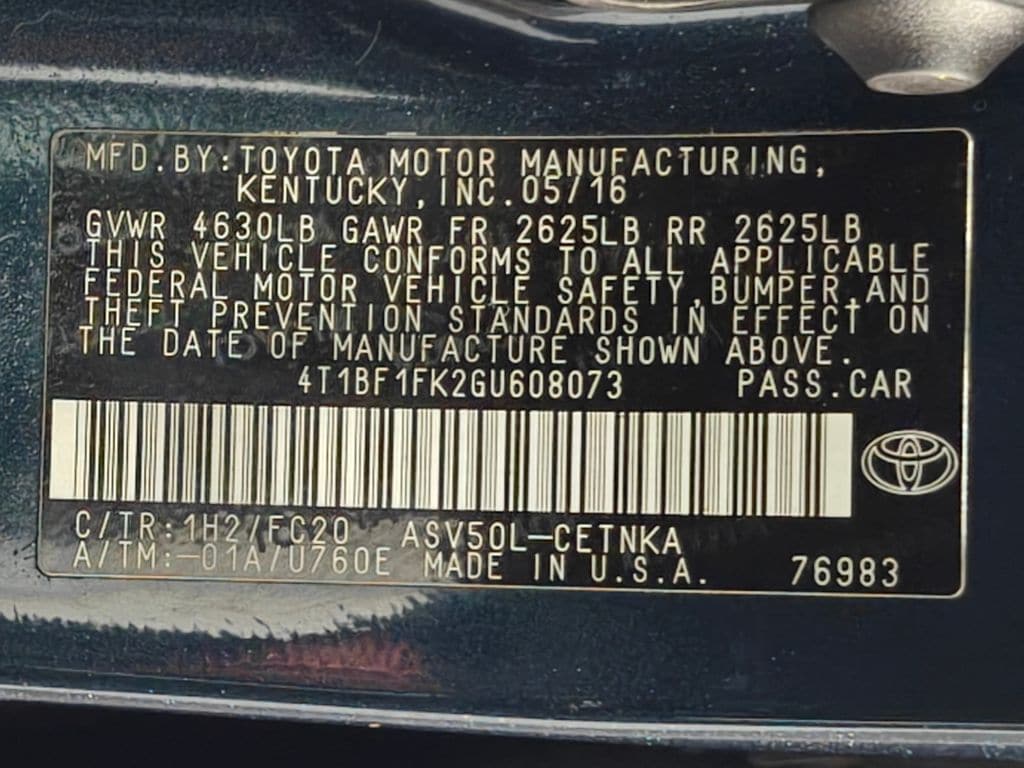 MFD.BY:TOYOTA MOTOR MANUFACTURING,
KENTUCKY,INC.05/16
GVWR 4630LB GAWR FR 2625LB RR 2625LB
THIS VEHICLE CONFORMS TO ALL APPLICABLE
FEDERAL MOTOR VEHICLE SAFETY,BUMPER,AND
THEFT PREVENTION STANDARDS IN EFFECT ON
THE DATE OF MANUFACTURE SHOWN ABOVE.
4T1BF1FK2GU608073 PASS.CAR
C/TR:1H2/FC20 ASV50L-CETNKA
A/TM:-01A/U760E MADE IN U.S.A. 76983